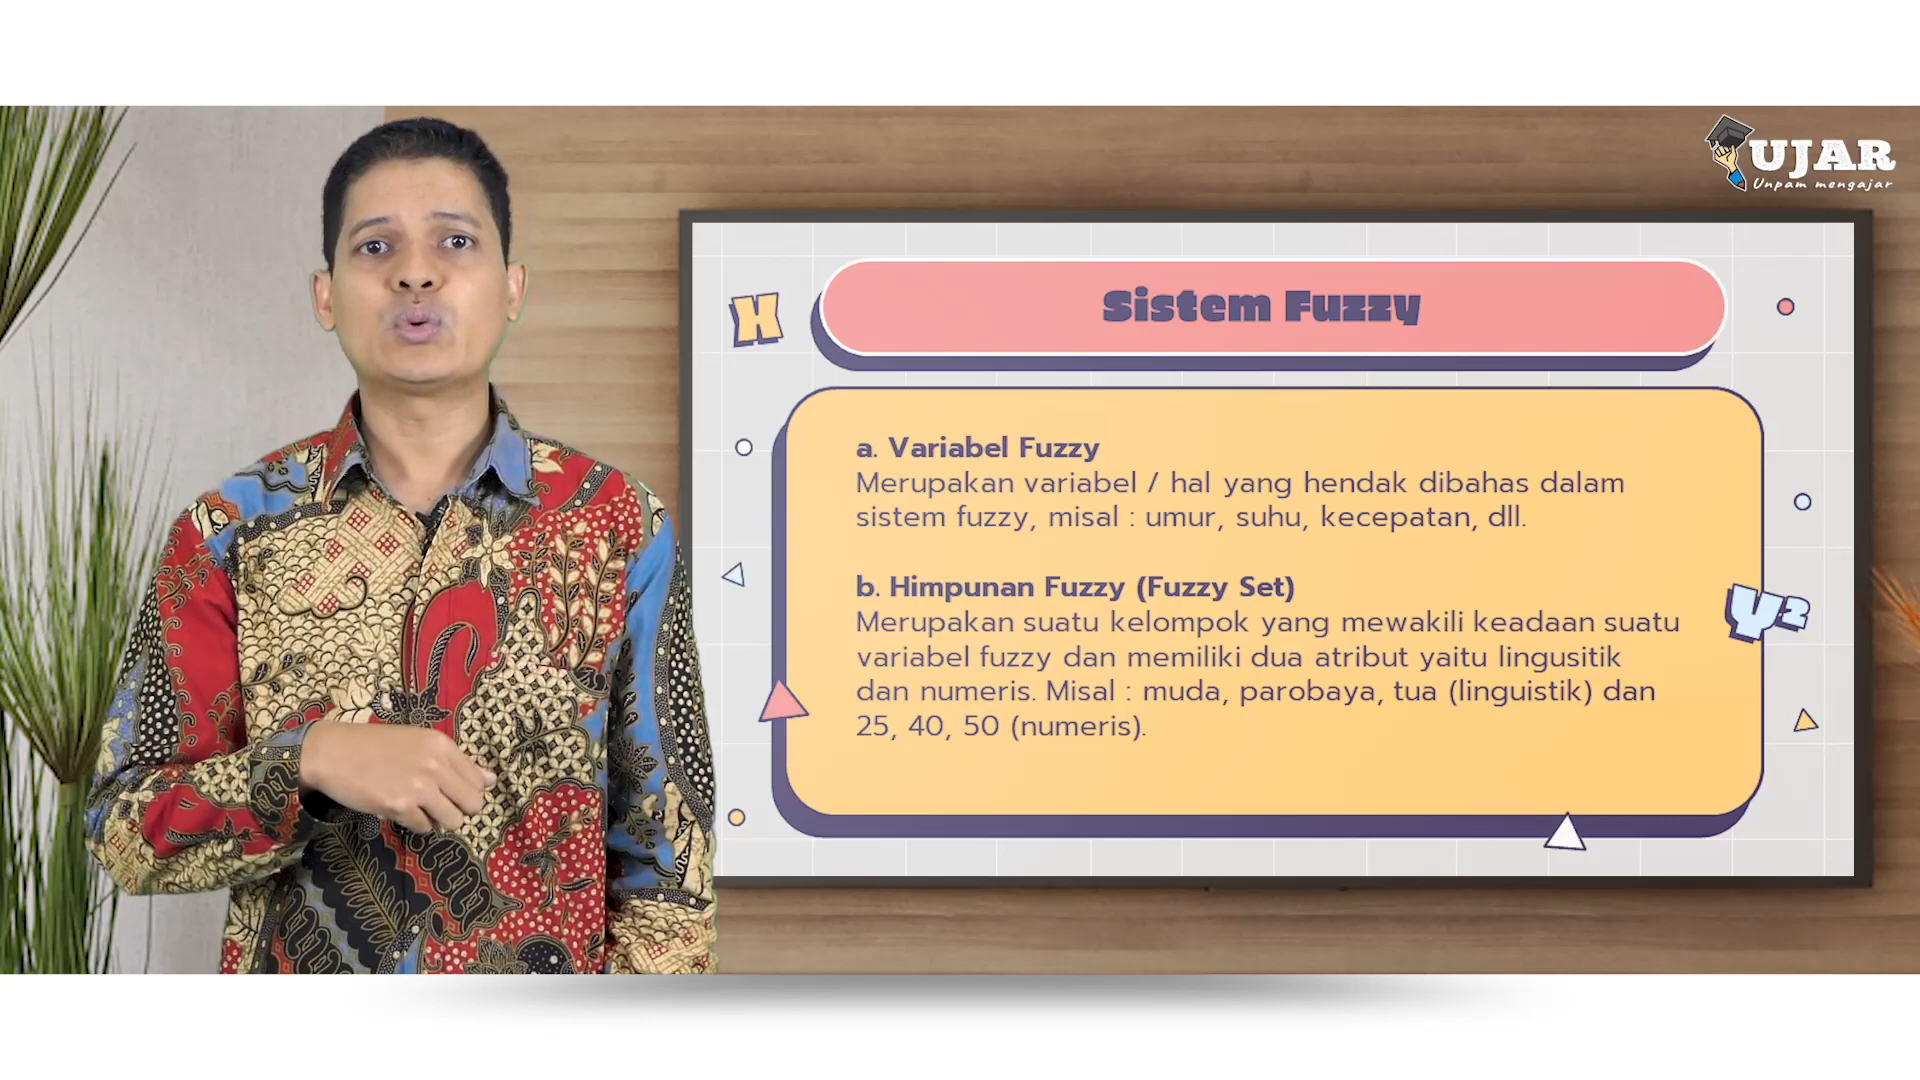 UJAR
Unpam mengajar
X
Sistem Fuzzy
a. Variabel Fuzzy
Merupakan variabel / hal yang hendak dibahas dalam
sistem fuzzy, misal : umur, suhu, kecepatan, dll.
b. Himpunan Fuzzy (Fuzzy Set)
Merupakan suatu kelompok yang mewakili keadaan suatu
variabel fuzzy dan memiliki dua atribut yaitu lingusitik
dan numeris. Misal : muda, parobaya, tua (linguistik) dan
25, 40, 50 (numeris).
Y²